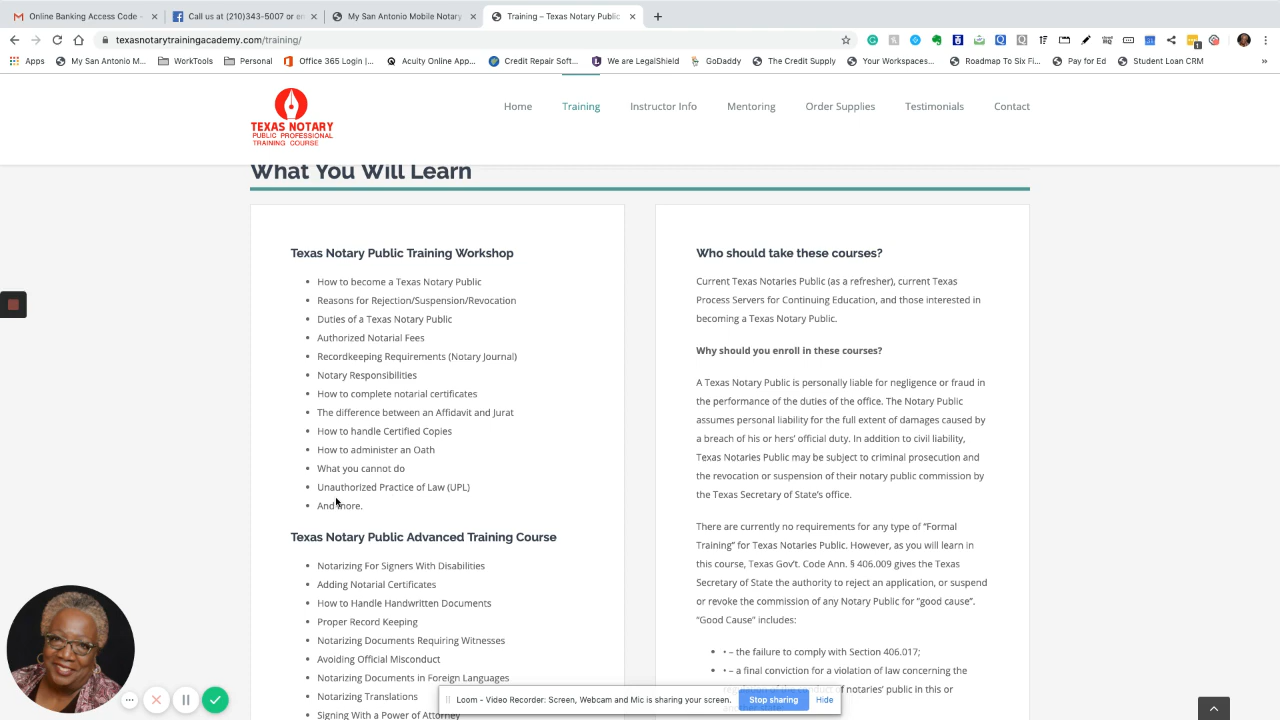 Online Banking Access Code -
Call us at (210)343-5007 or em
My San Antonio Mobile Notary
Training – Texas Notary Public
texasnotarytrainingacademy.com/training/
Apps
My San Antonio M...
WorkTools
Personal
Office 365 Login |...
Acuity Online App...
Credit Repair Soft...
We are LegalShield
GoDaddy
The Credit Supply
Your Workspaces...
Roadmap To Six Fi...
Pay for Ed
Student Loan CRM
»
TEXAS NOTARY
PUBLIC PROFESSIONAL
TRAINING COURSE
Home
Training
Instructor Info
Mentoring
Order Supplies
Testimonials
Contact
What You Will Learn
Texas Notary Public Training Workshop
• How to become a Texas Notary Public
• Reasons for Rejection/Suspension/Revocation
• Duties of a Texas Notary Public
• Authorized Notarial Fees
• Recordkeeping Requirements (Notary Journal)
• Notary Responsibilities
• How to complete notarial certificates
• The difference between an Affidavit and Jurat
• How to handle Certified Copies
• How to administer an Oath
• What you cannot do
• Unauthorized Practice of Law (UPL)
• And more.
Texas Notary Public Advanced Training Course
• Notarizing For Signers With Disabilities
• Adding Notarial Certificates
• How to Handle Handwritten Documents
• Proper Record Keeping
• Notarizing Documents Requiring Witnesses
• Avoiding Official Misconduct
• Notarizing Documents in Foreign Languages
• Notarizing Translations
• Signing With a Power of Attorney
Who should take these courses?
Current Texas Notaries Public (as a refresher), current Texas
Process Servers for Continuing Education, and those interested in
becoming a Texas Notary Public.
Why should you enroll in these courses?
A Texas Notary Public is personally liable for negligence or fraud in
the performance of the duties of the office. The Notary Public
assumes personal liability for the full extent of damages caused by
a breach of his or hers' official duty. In addition to civil liability,
Texas Notaries Public may be subject to criminal prosecution and
the revocation or suspension of their notary public commission by
the Texas Secretary of State's office.
There are currently no requirements for any type of "Formal
Training" for Texas Notaries Public. However, as you will learn in
this course, Texas Gov't. Code Ann. § 406.009 gives the Texas
Secretary of State the authority to reject an application, or suspend
or revoke the commission of any Notary Public for "good cause".
"Good Cause" includes:
• • – the failure to comply with Section 406.017;
• • – a final conviction for a violation of law concerning the
regulation of the conduct of notaries' public in this or
Loom – Video Recorder: Screen, Webcam and Mic is sharing your screen.
Stop sharing
Hide